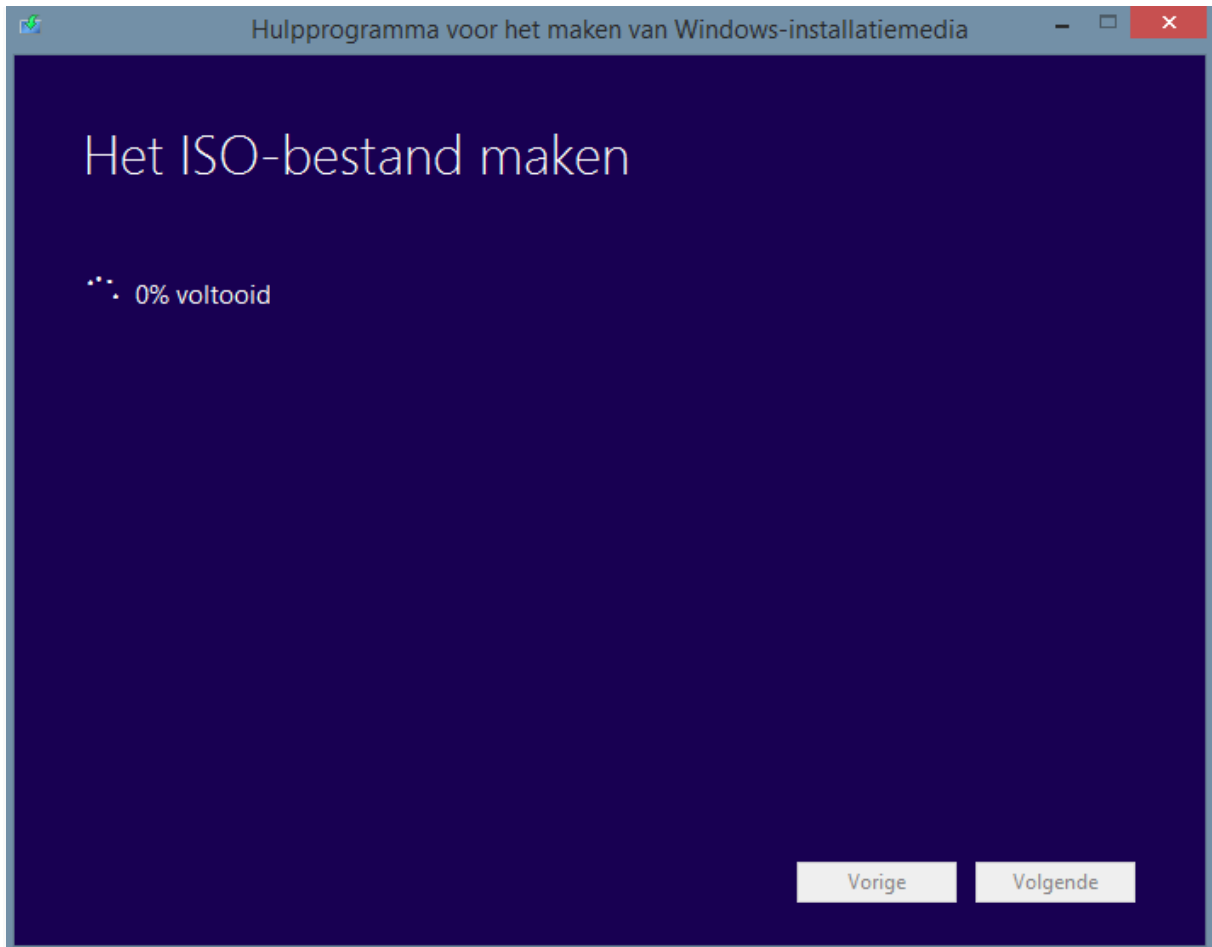 Hulpprogramma voor het maken van Windows-installatiemedia
Het ISO-bestand maken
0% voltooid
Vorige
Volgende